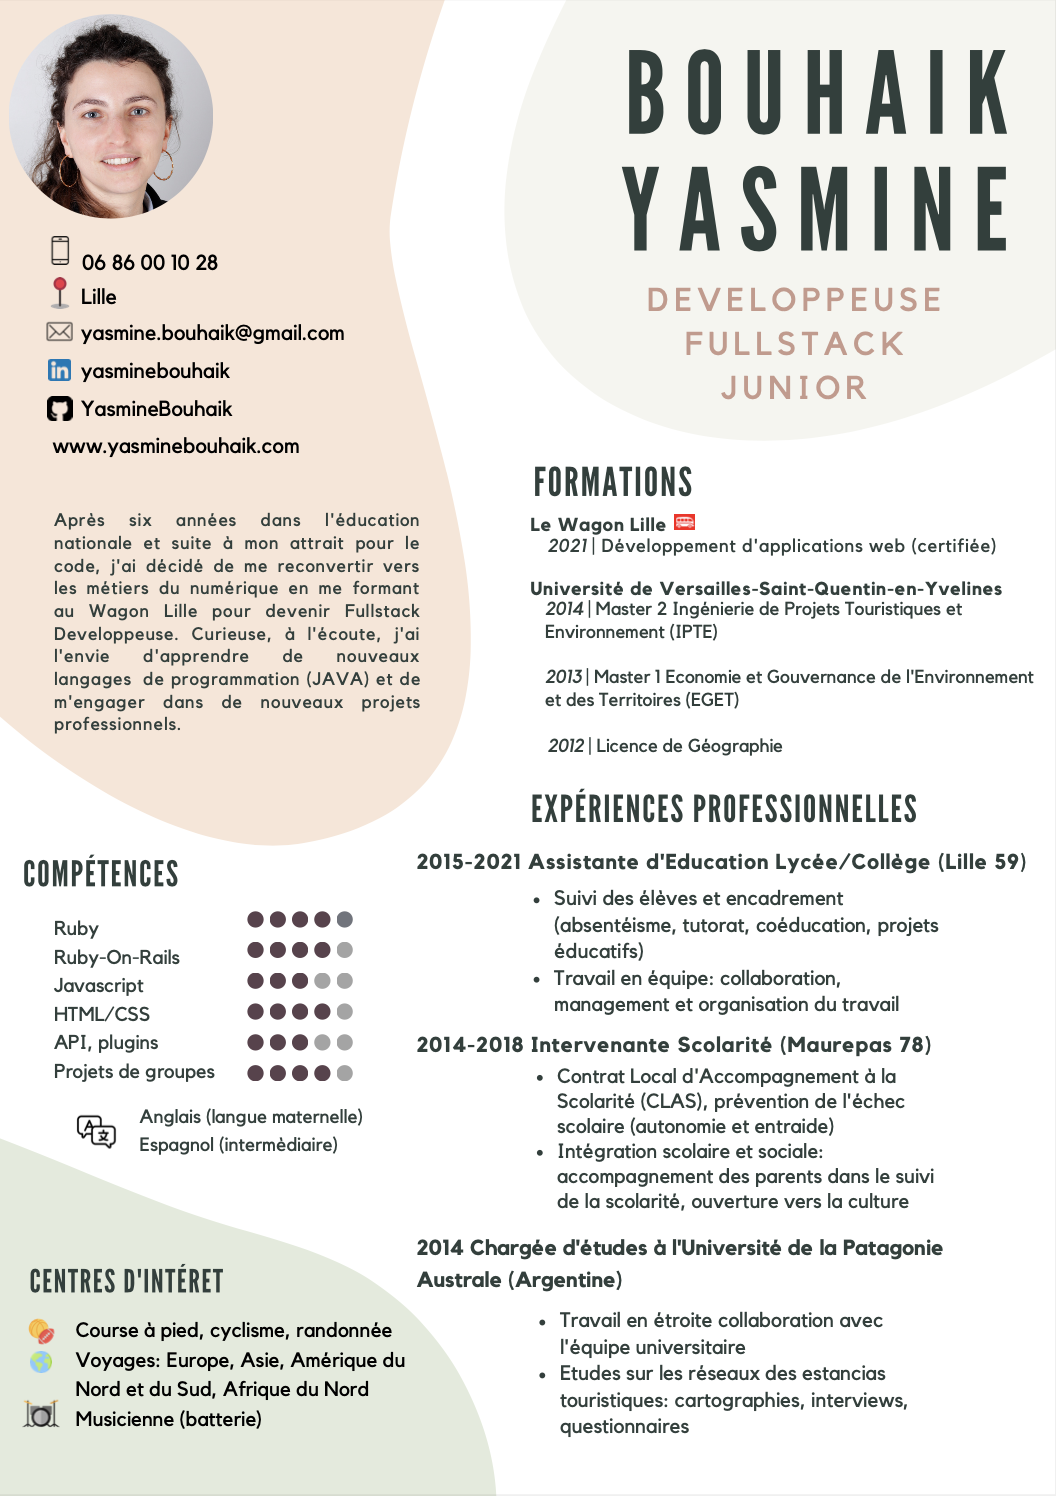 BOUHAIK
YASMINE
DEVELOPPEUSE
FULLSTACK
JUNIOR
06 86 00 10 28
Lille
yasmine.bouhaik@gmail.com
yasminebouhaik
YasmineBouhaik
www.yasminebouhaik.com
Après six années dans l'éducation
nationale et suite à mon attrait pour le
code, j'ai décidé de me reconvertir vers
les métiers du numérique en me formant
au Wagon Lille pour devenir Fullstack
Developpeuse. Curieuse, à l'écoute, j'ai
l'envie d'apprendre de nouveaux
langages de programmation (JAVA) et de
m'engager dans de nouveaux projets
professionnels.
COMPÉTENCES
Ruby
Ruby-On-Rails
Javascript
HTML/CSS
API, plugins
Projets de groupes
Anglais (langue maternelle)
Espagnol (intermèdiaire)
CENTRES D'INTÉRET
Course à pied, cyclisme, randonnée
Voyages: Europe, Asie, Amérique du
Nord et du Sud, Afrique du Nord
Musicienne (batterie)
FORMATIONS
Le Wagon Lille
2021 | Développement d'applications web (certifiée)
Université de Versailles-Saint-Quentin-en-Yvelines
2014 | Master 2 Ingénierie de Projets Touristiques et
Environnement (IPTE)
2013 | Master 1 Economie et Gouvernance de l'Environnement
et des Territoires (EGET)
2012 | Licence de Géographie
EXPÉRIENCES PROFESSIONNELLES
2015-2021 Assistante d'Education Lycée/Collège (Lille 59)
• Suivi des élèves et encadrement
(absentéisme, tutorat, coéducation, projets
éducatifs)
• Travail en équipe: collaboration,
management et organisation du travail
2014-2018 Intervenante Scolarité (Maurepas 78)
• Contrat Local d'Accompagnement à la
Scolarité (CLAS), prévention de l'échec
scolaire (autonomie et entraide)
• Intégration scolaire et sociale:
accompagnement des parents dans le suivi
de la scolarité, ouverture vers la culture
2014 Chargée d'études à l'Université de la Patagonie
Australe (Argentine)
• Travail en étroite collaboration avec
l'équipe universitaire
• Etudes sur les réseaux des estancias
touristiques: cartographies, interviews,
questionnaires